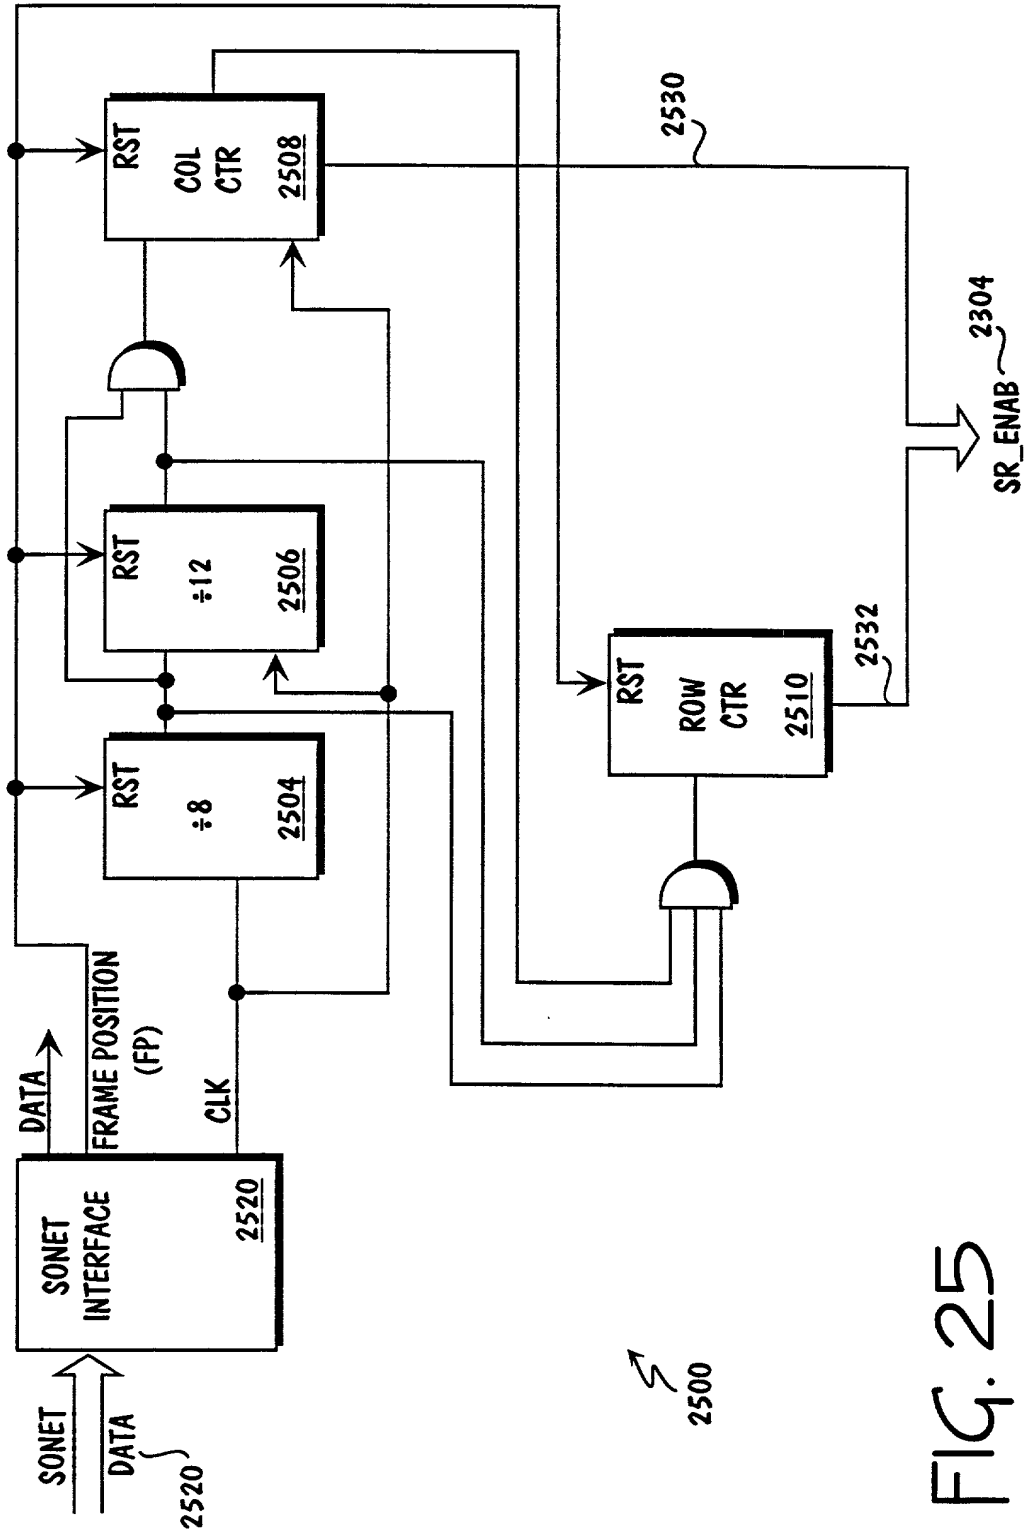 SONET
DATA
2520
SONET
INTERFACE
2520
DATA
FRAME POSITION
(FP)
CLK
RST
÷8
2504
RST
÷12
2506
RST
COL
CTR
2508
RST
ROW
CTR
2510
2530
2532
SR_ENAB
2304
2500
FIG. 25